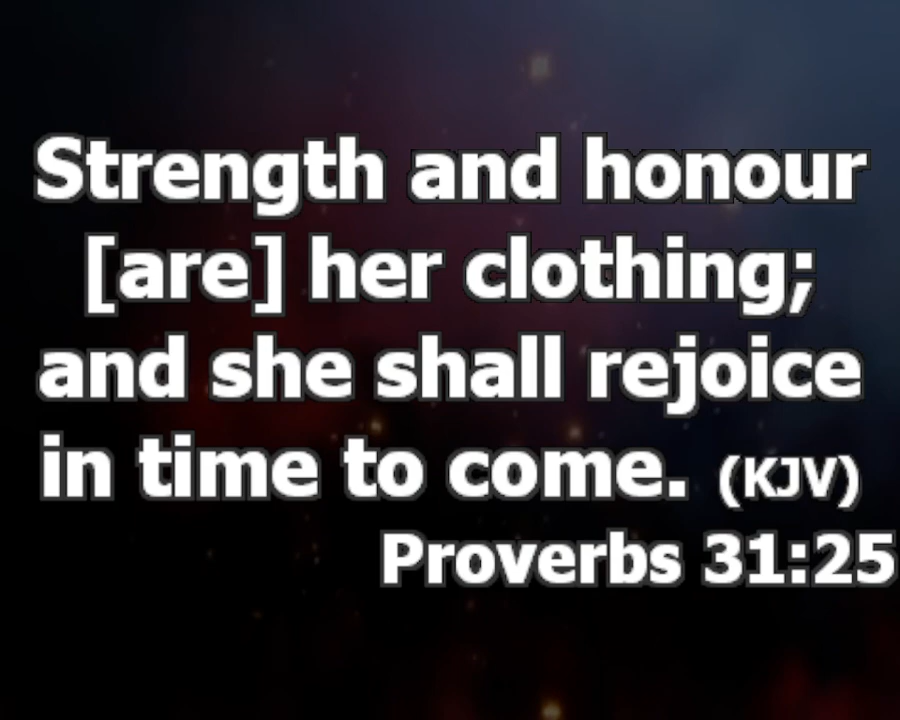 Strength and honour
[are] her clothing;
and she shall rejoice
in time to come. (KJV)
Proverbs 31:25